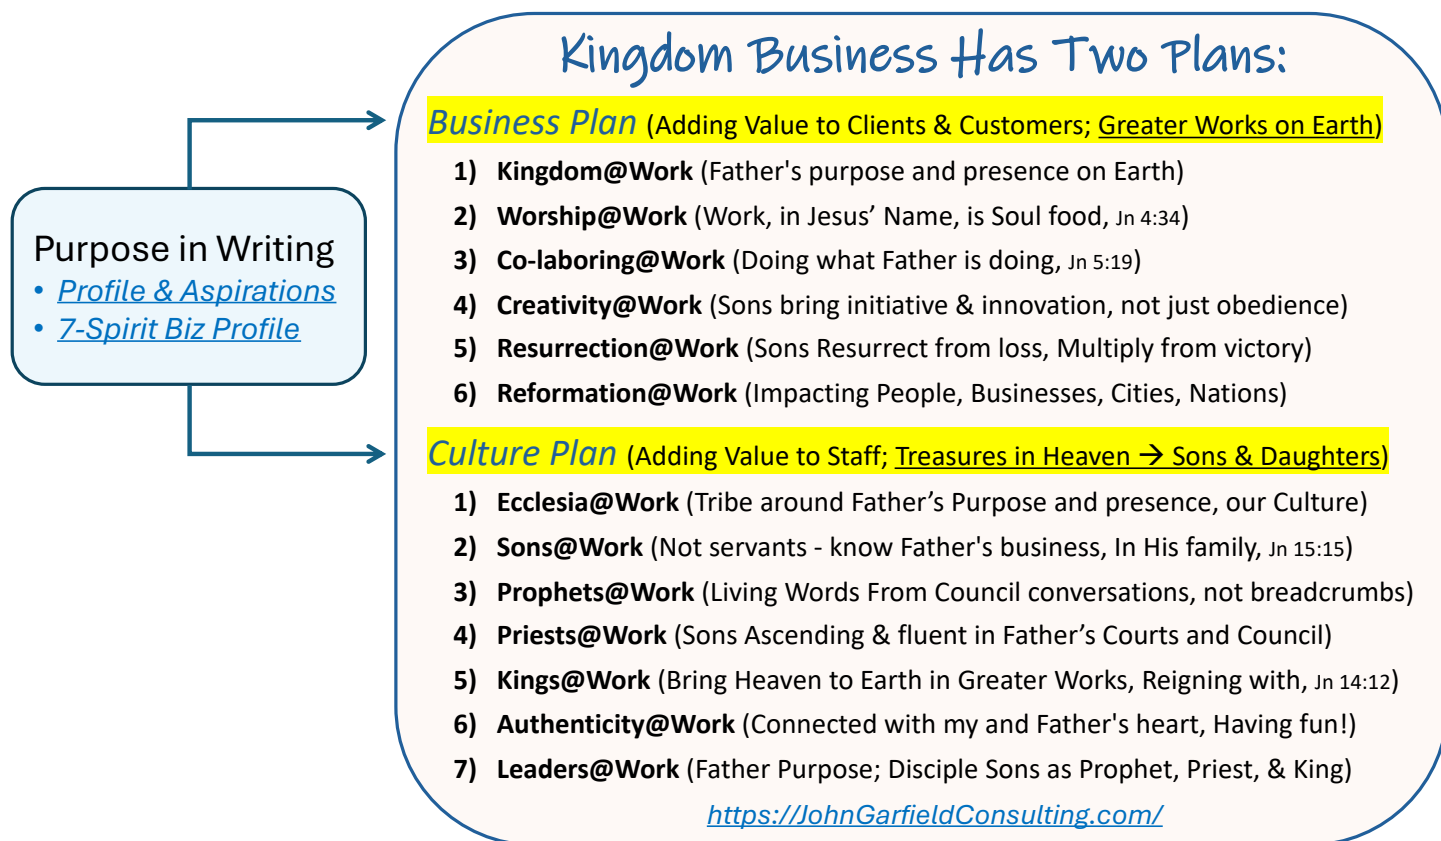 Kingdom Business Has Two Plans:
Purpose in Writing
• Profile & Aspirations
• 7-Spirit Biz Profile
Business Plan (Adding Value to Clients & Customers; Greater Works on Earth)
1) Kingdom@Work (Father's purpose and presence on Earth)
2) Worship@Work (Work, in Jesus’ Name, is Soul food, Jn 4:34)
3) Co-laboring@Work (Doing what Father is doing, Jn 5:19)
4) Creativity@Work (Sons bring initiative & innovation, not just obedience)
5) Resurrection@Work (Sons Resurrect from loss, Multiply from victory)
6) Reformation@Work (Impacting People, Businesses, Cities, Nations)
Culture Plan (Adding Value to Staff; Treasures in Heaven → Sons & Daughters)
1) Ecclesia@Work (Tribe around Father’s Purpose and presence, our Culture)
2) Sons@Work (Not servants - know Father's business, In His family, Jn 15:15)
3) Prophets@Work (Living Words From Council conversations, not breadcrumbs)
4) Priests@Work (Sons Ascending & fluent in Father’s Courts and Council)
5) Kings@Work (Bring Heaven to Earth in Greater Works, Reigning with, Jn 14:12)
6) Authenticity@Work (Connected with my and Father's heart, Having fun!)
7) Leaders@Work (Father Purpose; Disciple Sons as Prophet, Priest, & King)
https://JohnGarfieldConsulting.com/